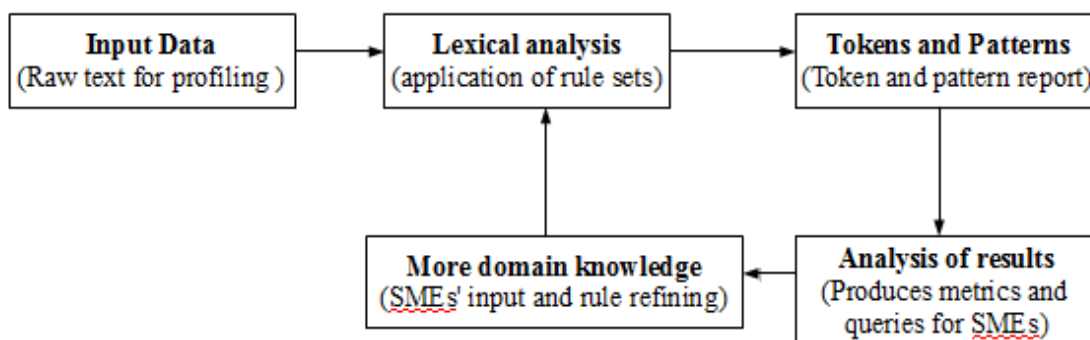 Input Data
(Raw text for profiling )
Lexical analysis
(application of rule sets)
Tokens and Patterns
(Token and pattern report)
More domain knowledge
(SMEs' input and rule refining)
Analysis of results
(Produces metrics and
queries for SMEs)